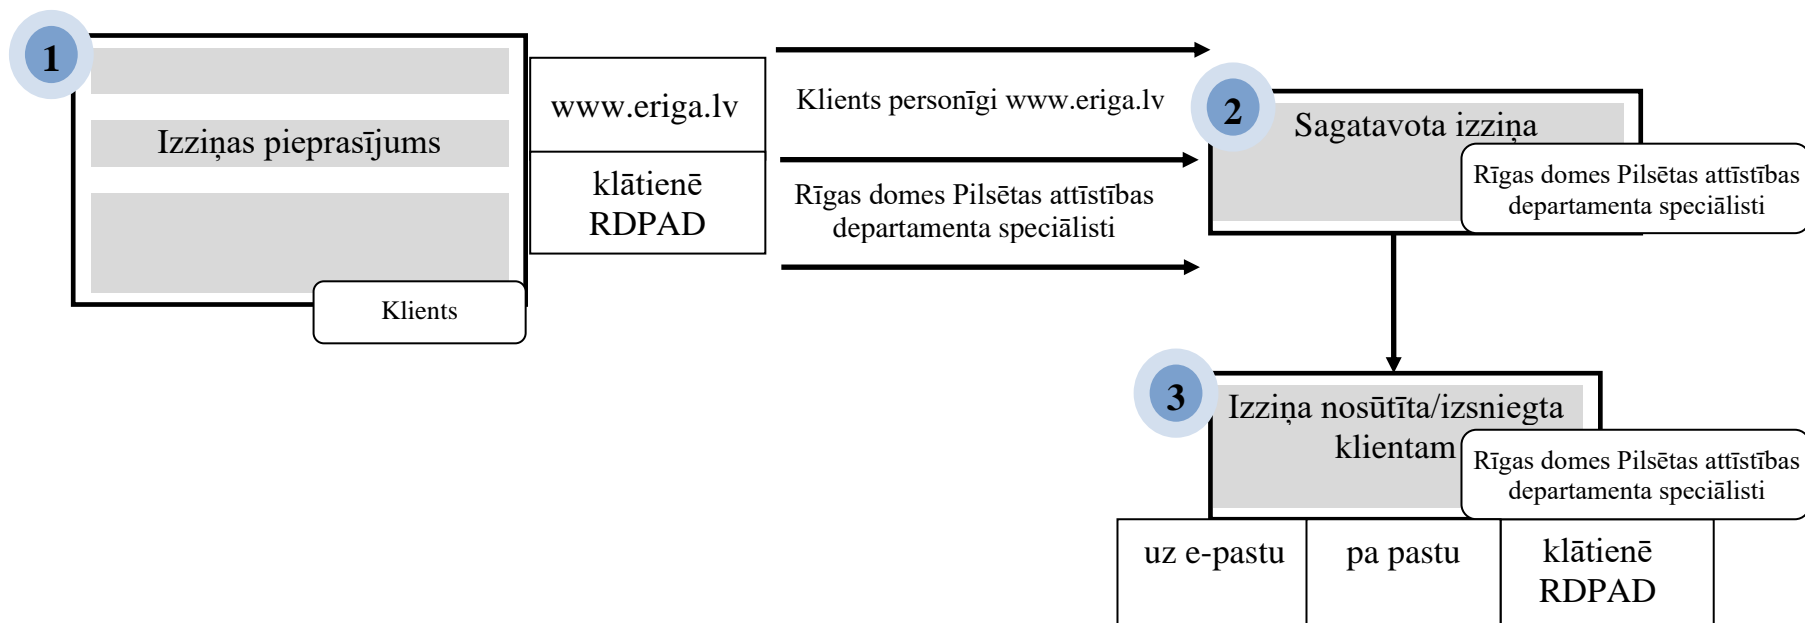 1
Izziņas pieprasījums
Klients
www.eriga.lv
klātienē
RDPAD
Klients personīgi www.eriga.lv
Rīgas domes Pilsētas attīstības
departamenta speciālisti
2
Sagatavota izziņa
Rīgas domes Pilsētas attīstības
departamenta speciālisti
3
Izziņa nosūtīta/izsniegta
klientam
Rīgas domes Pilsētas attīstības
departamenta speciālisti
uz e-pastu
pa pastu
klātienē
RDPAD